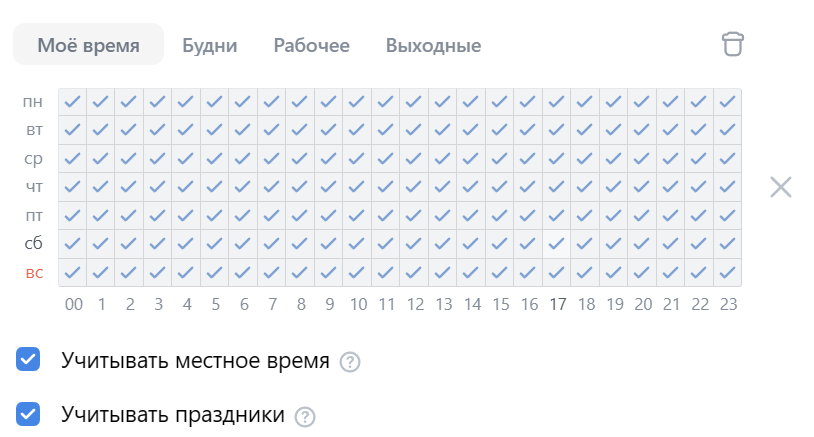 Моё время Будни Рабочее Выходные
пн
вт
ср
чт
пт
сб
вс
00 1 2 3 4 5 6 7 8 9 10 11 12 13 14 15 16 17 18 19 20 21 22 23
Учитывать местное время ?
Учитывать праздники ?